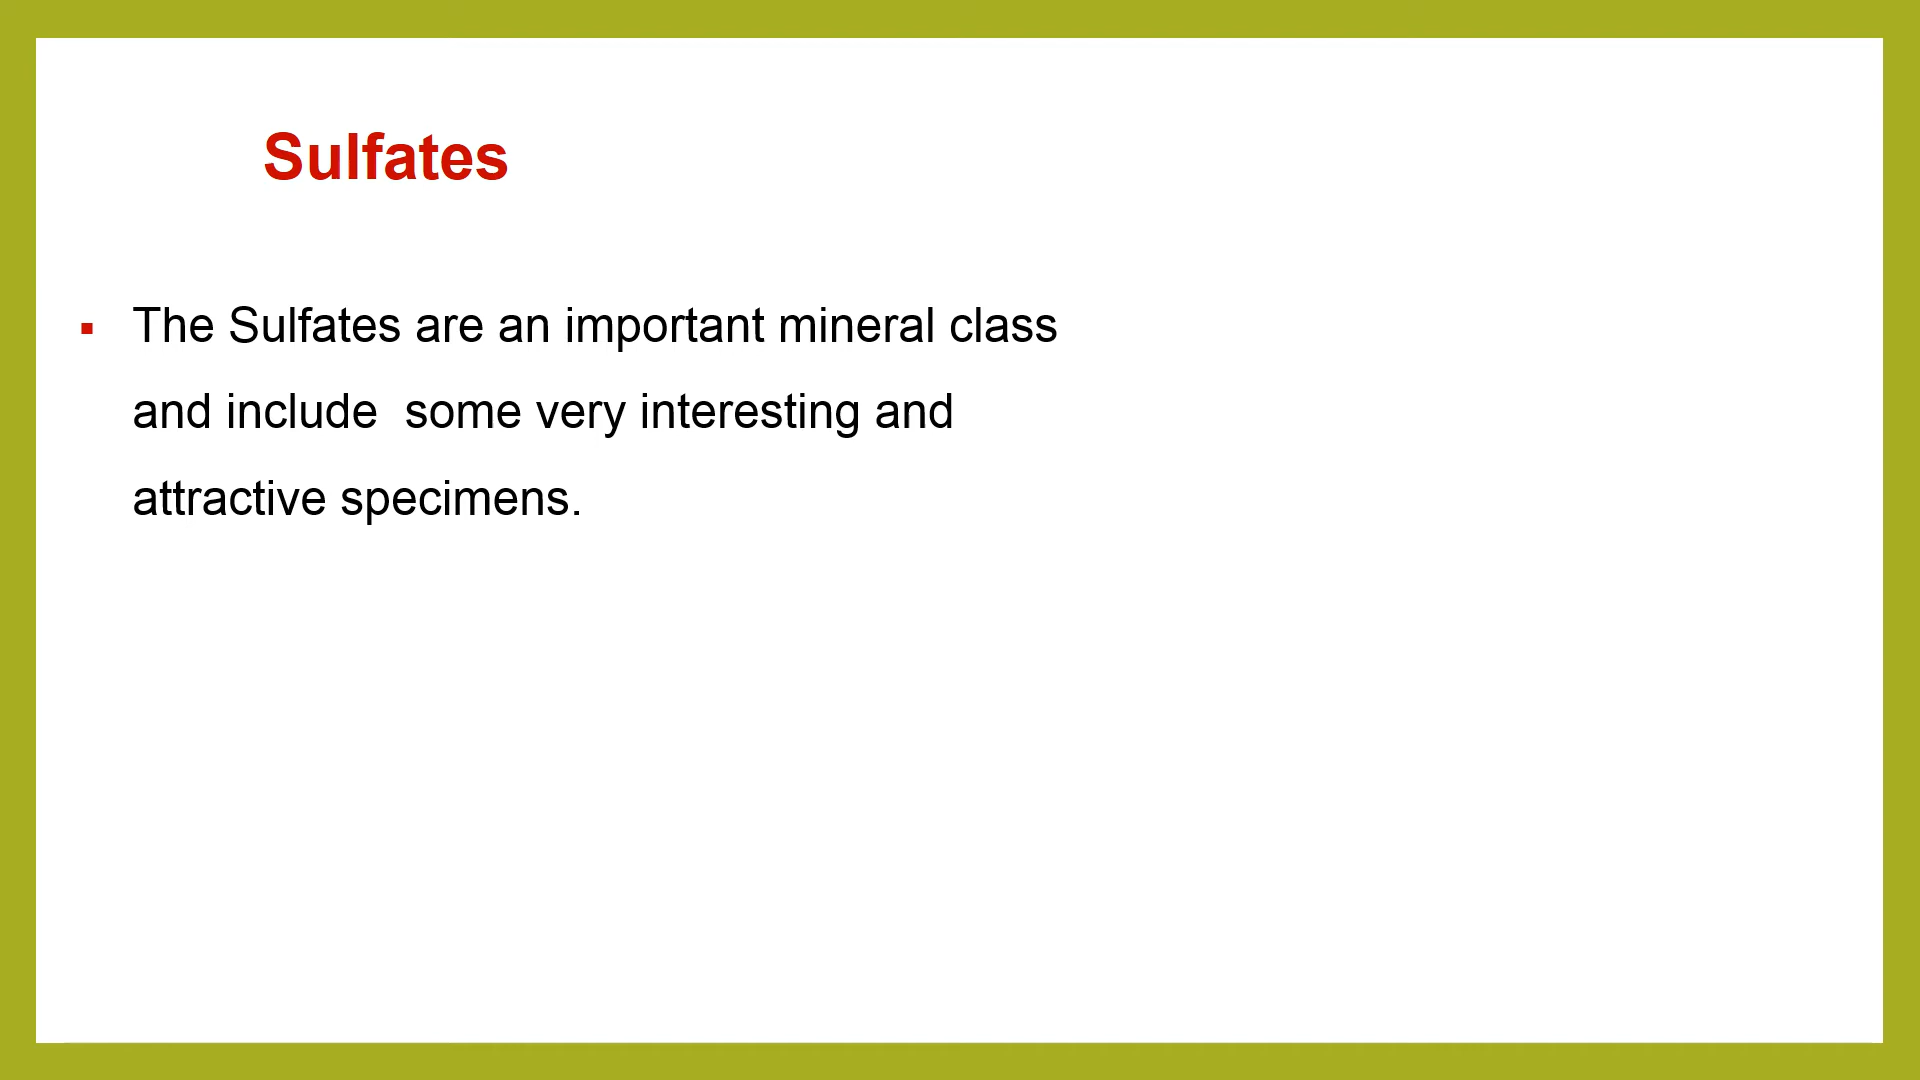 Sulfates
▪ The Sulfates are an important mineral class
and include  some very interesting and
attractive specimens.